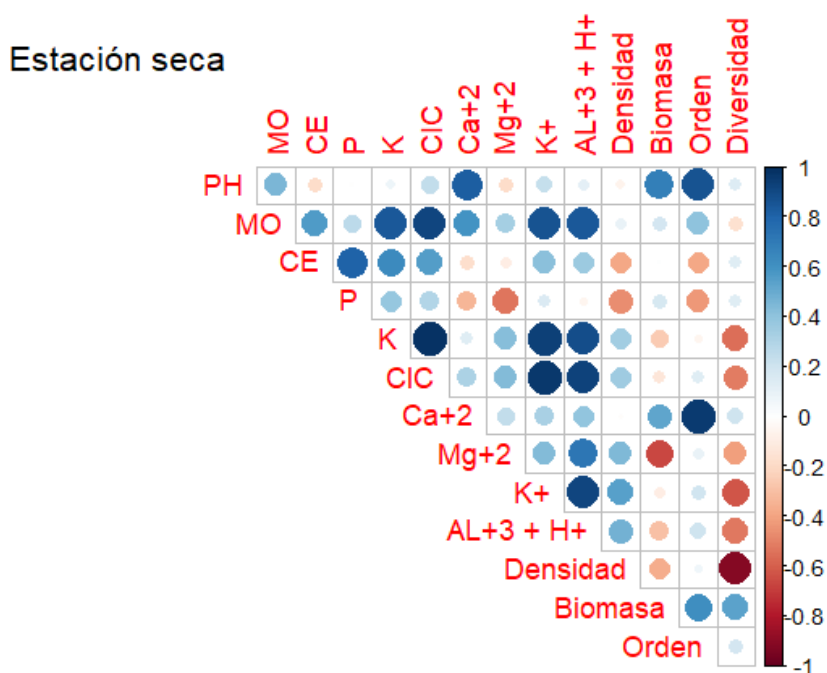 Estación seca
MO CE P K CIC Ca+2 Mg+2 K+ AL+3 + H+ Densidad Biomasa Orden Diversidad
PH
MO
CE
P
K
CIC
Ca+2
Mg+2
K+
AL+3 + H+
Densidad
Biomasa
Orden
1
0.8
0.6
0.4
0.2
0
-0.2
-0.4
-0.6
-0.8
-1